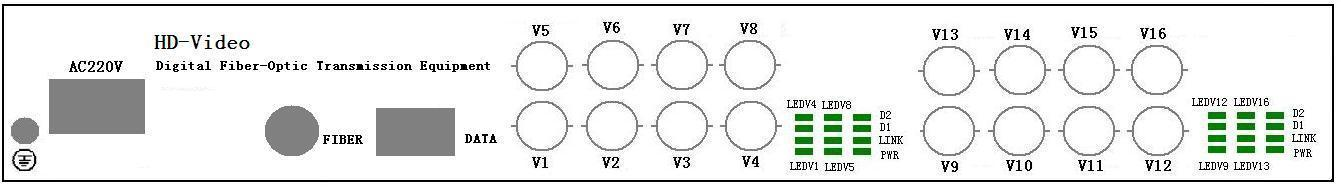 HD-Video
Digital Fiber-Optic Transmission Equipment
AC220V
FIBER
DATA
V5 V6 V7 V8
V1 V2 V3 V4
LEDV4 LEDV8
D2
D1
LINK
PWR
LEDV1 LEDV5
V13 V14 V15 V16
V9 V10 V11 V12
LEDV12 LEDV16
D2
D1
LINK
PWR
LEDV9 LEDV13